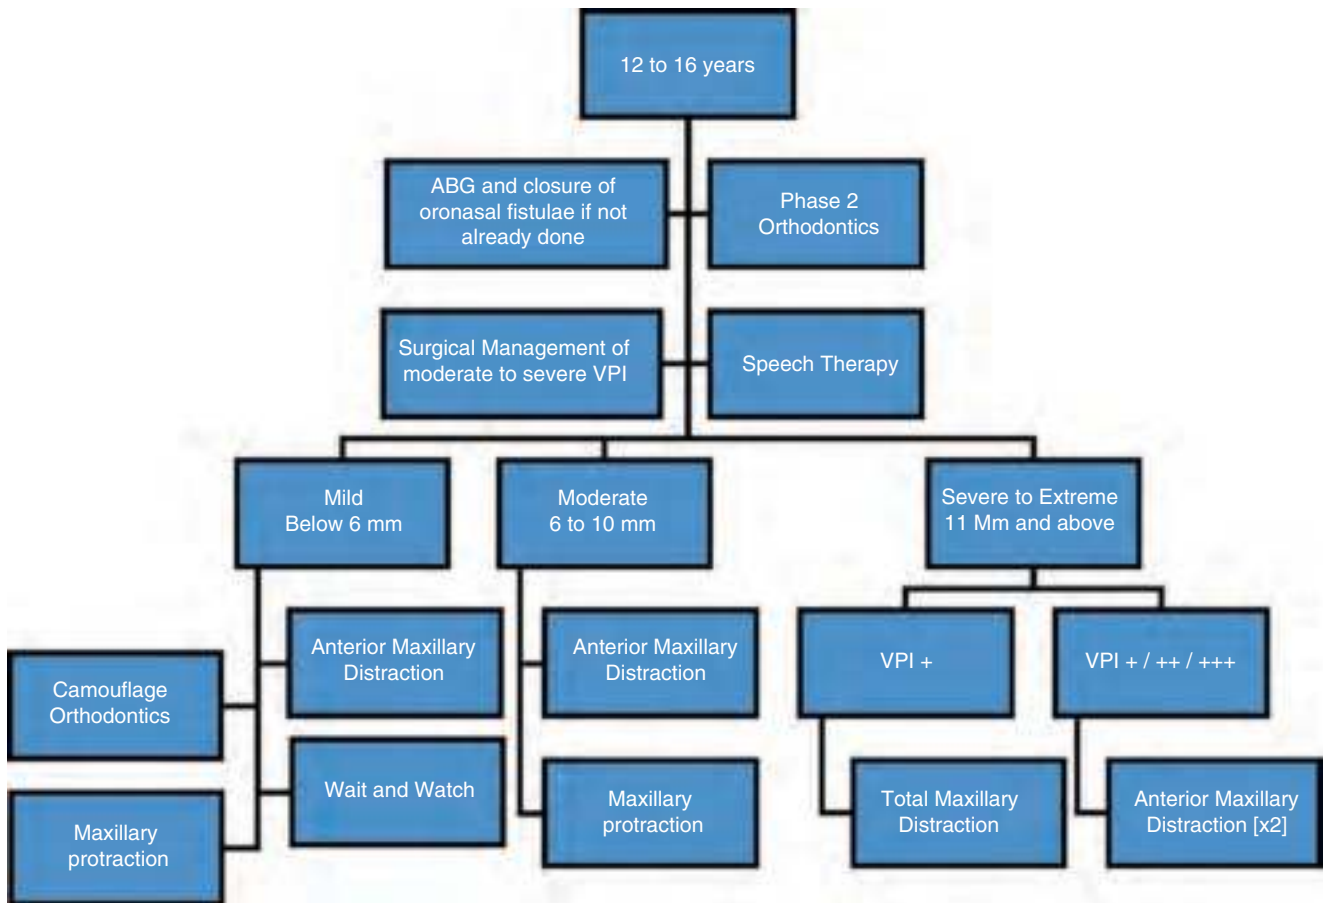 12 to 16 years
ABG and closure of
oronasal fistulae if not
already done
Phase 2
Orthodontics
Surgical Management of
moderate to severe VPI
Speech Therapy
Mild
Below 6 mm
Moderate
6 to 10 mm
Severe to Extreme
11 Mm and above
Anterior Maxillary
Distraction
Anterior Maxillary
Distraction
VPI +
VPI + / ++ / +++
Camouflage
Orthodontics
Wait and Watch
Maxillary
protraction
Maxillary
protraction
Total Maxillary
Distraction
Anterior Maxillary
Distraction [x2]